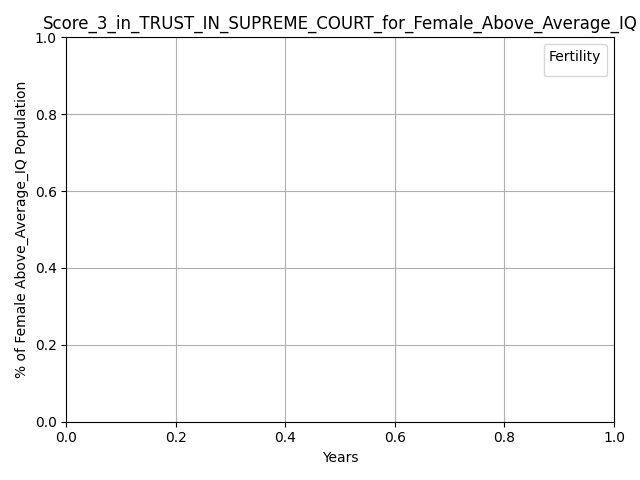 Score_3_in_TRUST_IN_SUPREME_COURT_for_Female_Above_Average_IQ
Fertility
% of Female Above_Average_IQ Population
1.0
0.8
0.6
0.4
0.2
0.0
0.0 0.2 0.4 0.6 0.8 1.0
Years